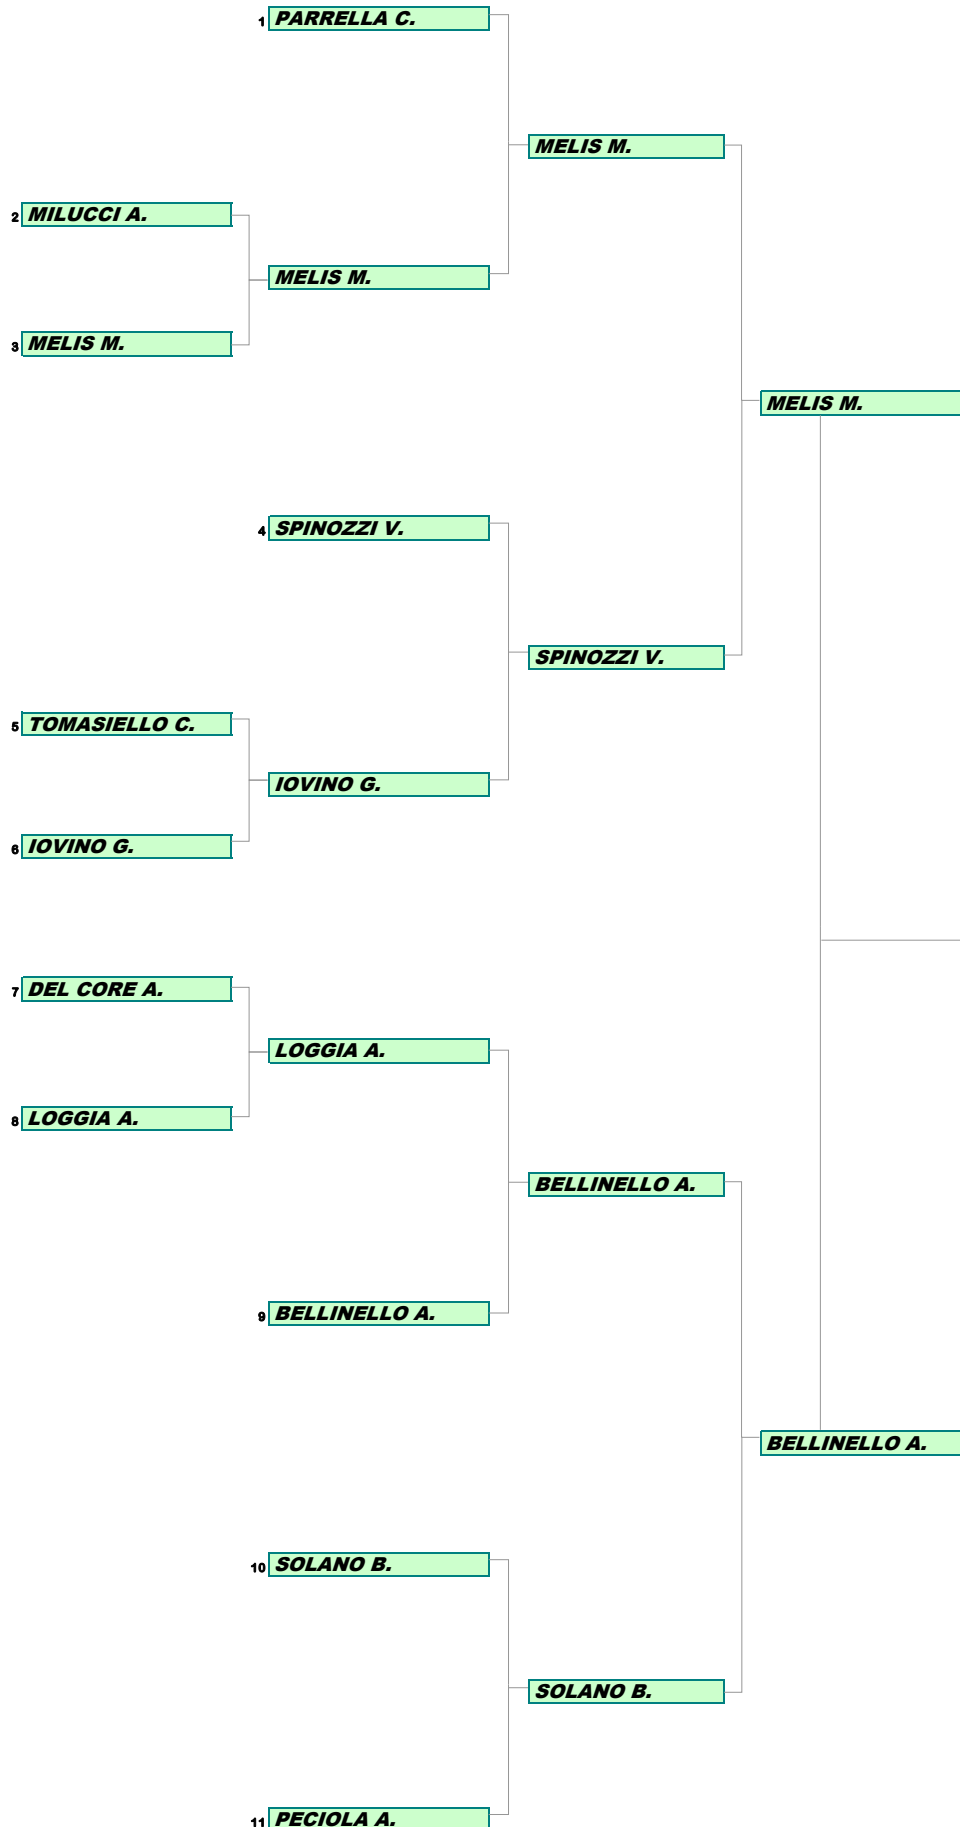 1 PARRELLA C.
MELIS M.
2 MILUCCI A.
MELIS M.
3 MELIS M.
MELIS M.
4 SPINOZZI V.
SPINOZZI V.
5 TOMASIELLO C.
IOVINO G.
6 IOVINO G.
7 DEL CORE A.
LOGGIA A.
8 LOGGIA A.
BELLINELLO A.
9 BELLINELLO A.
BELLINELLO A.
10 SOLANO B.
SOLANO B.
11 PECIOLA A.